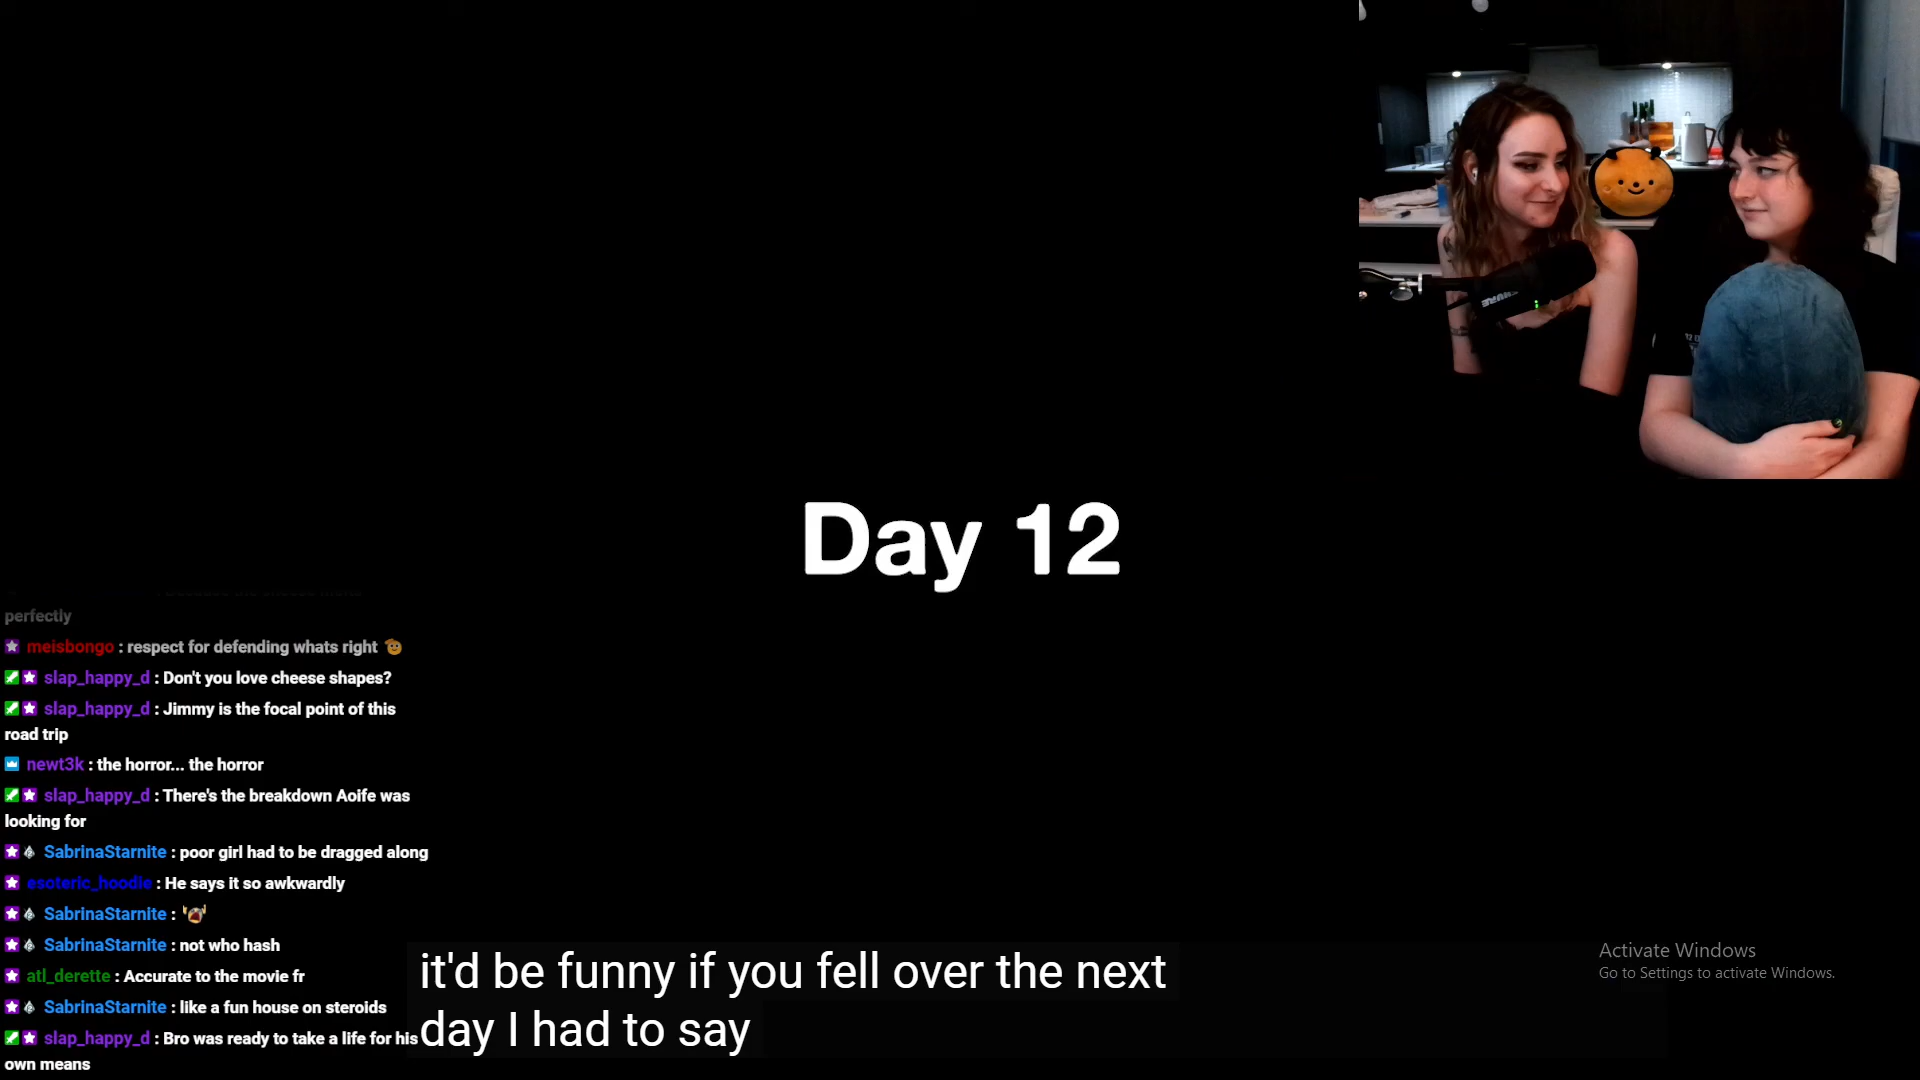 Day 12
perfectly
meisbongo : respect for defending whats right
slap_happy_d : Don't you love cheese shapes?
slap_happy_d : Jimmy is the focal point of this
road trip
newt3k : the horror... the horror
slap_happy_d : There's the breakdown Aoife was
looking for
SabrinaStarnite : poor girl had to be dragged along
esoteric_hoodie : He says it so awkwardly
SabrinaStarnite :
SabrinaStarnite : not who hash
atl_derette : Accurate to the movie fr
SabrinaStarnite : like a fun house on steroids
slap_happy_d : Bro was ready to take a life for his
own means
it'd be funny if you fell over the next
day I had to say
Activate Windows
Go to Settings to activate Windows.
SHURE